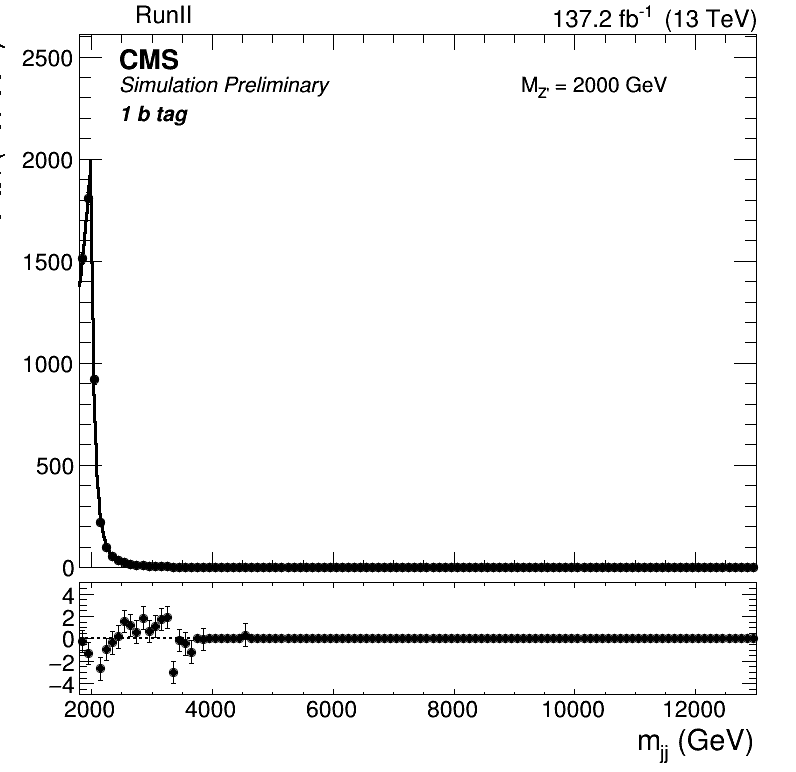 RunII
137.2 fb⁻¹ (13 TeV)
CMS
Simulation Preliminary
M_Z' = 2000 GeV
1 b tag
2500
2000
1500
1000
500
0
4
2
0
−2
−4
2000 4000 6000 8000 10000 12000
m_jj (GeV)